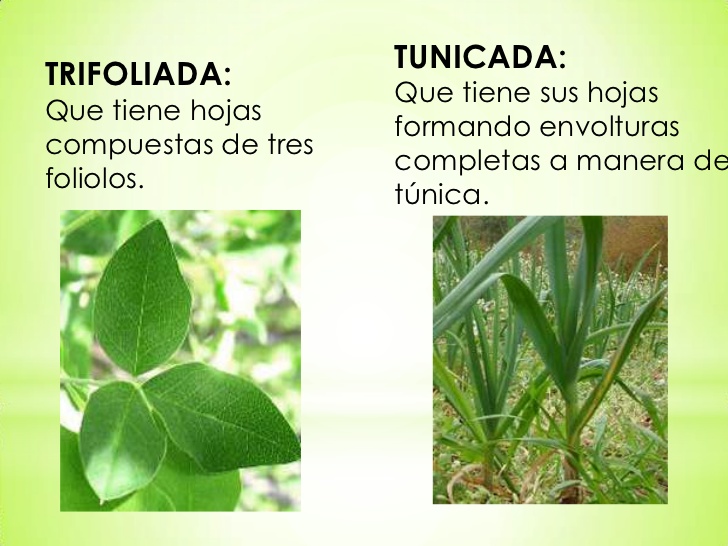 TRIFOLIADA:
Que tiene hojas
compuestas de tres
foliolos.
TUNICADA:
Que tiene sus hojas
formando envolturas
completas a manera de
túnica.